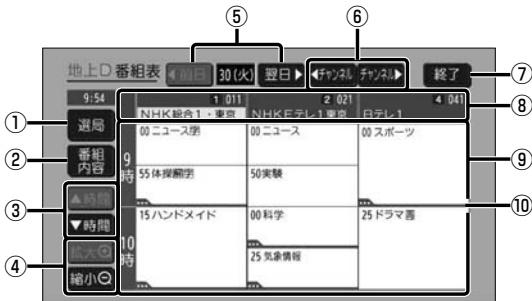 ⑤ ⑥
地上D 番組表 ◀前日 30(火) 翌日▶ ◀チャンネル チャンネル▶ 終了 ⑦
9:54 1 011 2 021 4 041 ⑧
NHK総合1・東京 NHKEテレ1東京 日テレ1
① 選局
② 番組内容
③ ▲時間
▼時間
④ 拡大
縮小
9時 00ニュース 00ニュース 00スポーツ ⑨
55体操 50実験
⑩
10時 15ハンドメイド 00科学 25ドラマ
25気象情報